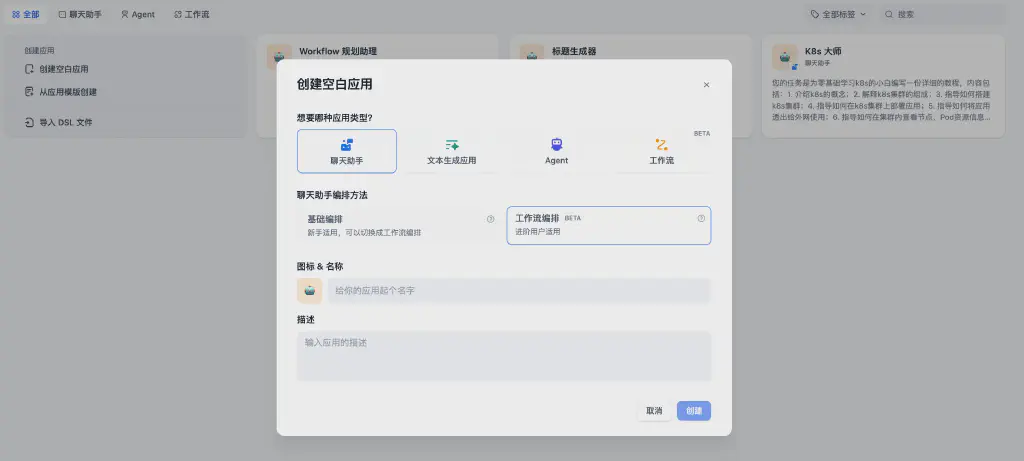 全部 聊天助手 Agent 工作流 全部标签 搜索
创建应用
创建空白应用
从应用模版创建
导入 DSL 文件
Workflow 规划助理
标题生成器
K8s 大师
聊天助手
您的任务是为零基础学习k8s的小白编写一份详细的教程，内容包
括：1. 介绍k8s的概念；2. 解释k8s集群的组成；3. 指导如何搭建
k8s集群；4. 指导如何在k8s集群上部署应用；5. 指导如何将应用
透出给外网使用；6. 指导如何在集群内查看节点，Pod资源信息...
创建空白应用
想要哪种应用类型?
BETA
聊天助手 文本生成应用 Agent 工作流
聊天助手编排方法
基础编排
新手适用，可以切换成工作流编排
工作流编排 BETA
进阶用户适用
图标 & 名称
给你的应用起个名字
描述
输入应用的描述
取消 创建